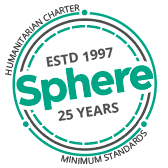 HUMANITARIAN CHARTER
ESTD 1997
Sphere
25 YEARS
MINIMUM STANDARDS